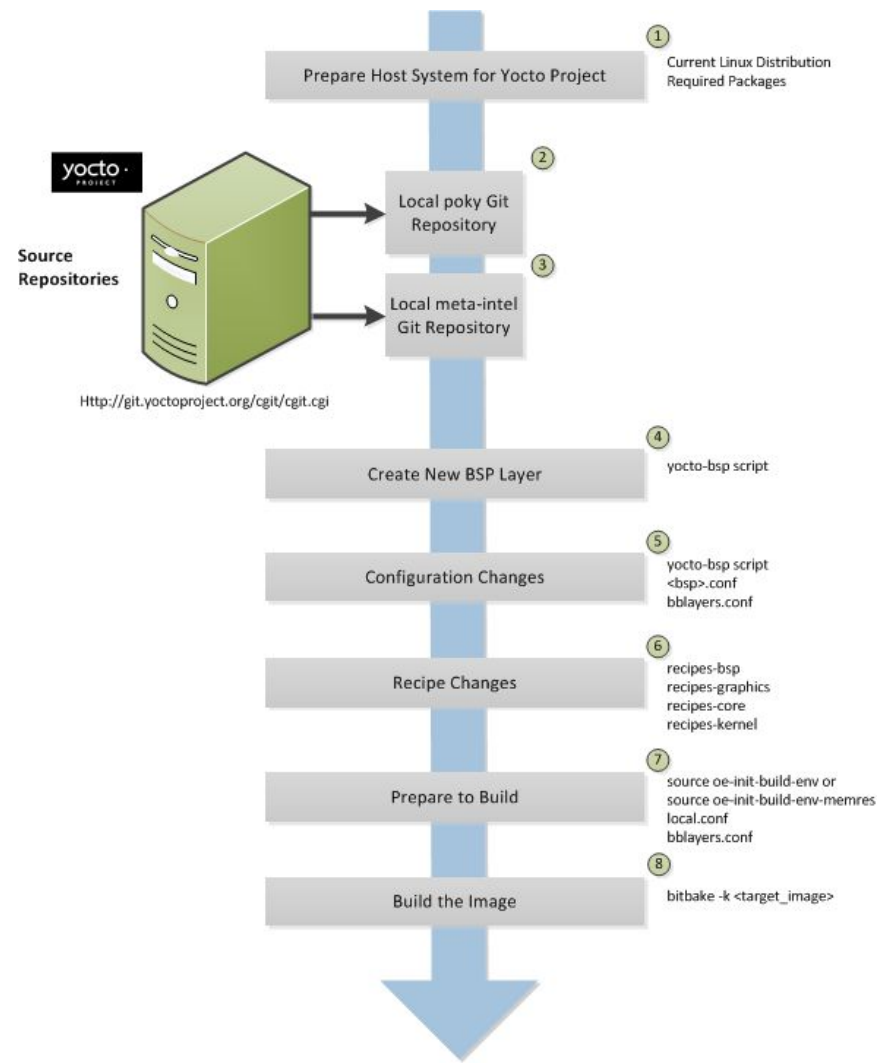 1
Prepare Host System for Yocto Project
Current Linux Distribution
Required Packages
yocto ·
PROJECT
2
Local poky Git
Repository
Source
Repositories
3
Local meta-intel
Git Repository
Http://git.yoctoproject.org/cgit/cgit.cgi
4
Create New BSP Layer
yocto-bsp script
5
Configuration Changes
yocto-bsp script
<bsp>.conf
bblayers.conf
6
Recipe Changes
recipes-bsp
recipes-graphics
recipes-core
recipes-kernel
7
Prepare to Build
source oe-init-build-env or
source oe-init-build-env-memres
local.conf
bblayers.conf
8
Build the Image
bitbake -k <target_image>